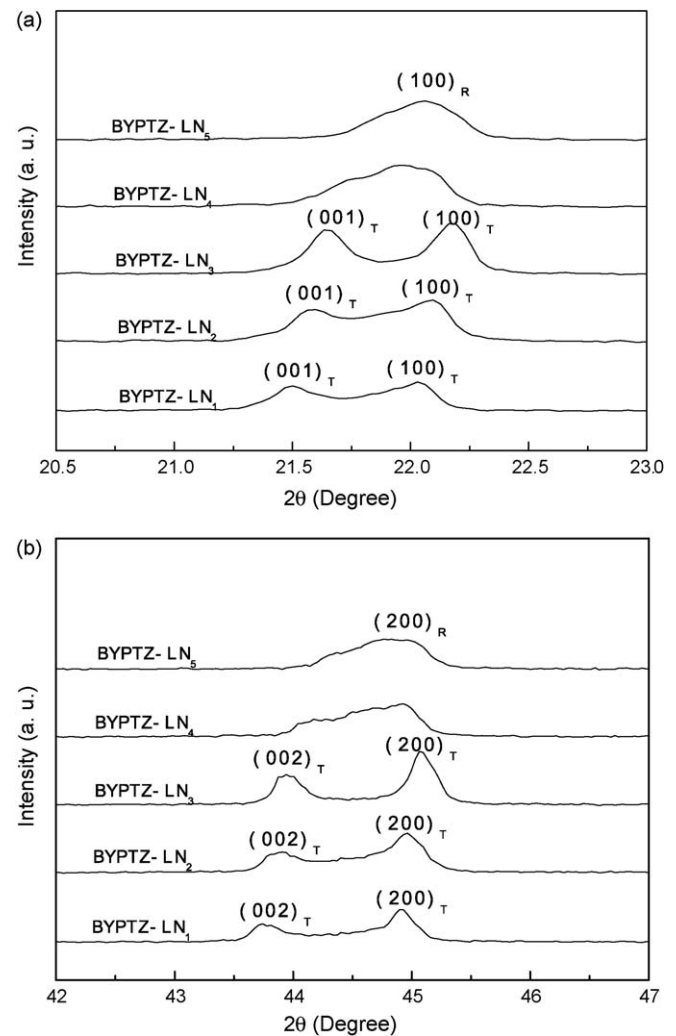 (a)
(100) R
BYPTZ- LN5
BYPTZ- LN4
(001) T (100) T
BYPTZ- LN3
(001) T (100) T
BYPTZ- LN2
(001) T (100) T
BYPTZ- LN1
Intensity (a. u.)
20.5 21.0 21.5 22.0 22.5 23.0
2θ (Degree)
(b)
(200) R
BYPTZ- LN5
BYPTZ- LN4
(002) T (200) T
BYPTZ- LN3
(002) T (200) T
BYPTZ- LN2
(002) T (200) T
BYPTZ- LN1
Intensity (a. u.)
42 43 44 45 46 47
2θ (Degree)